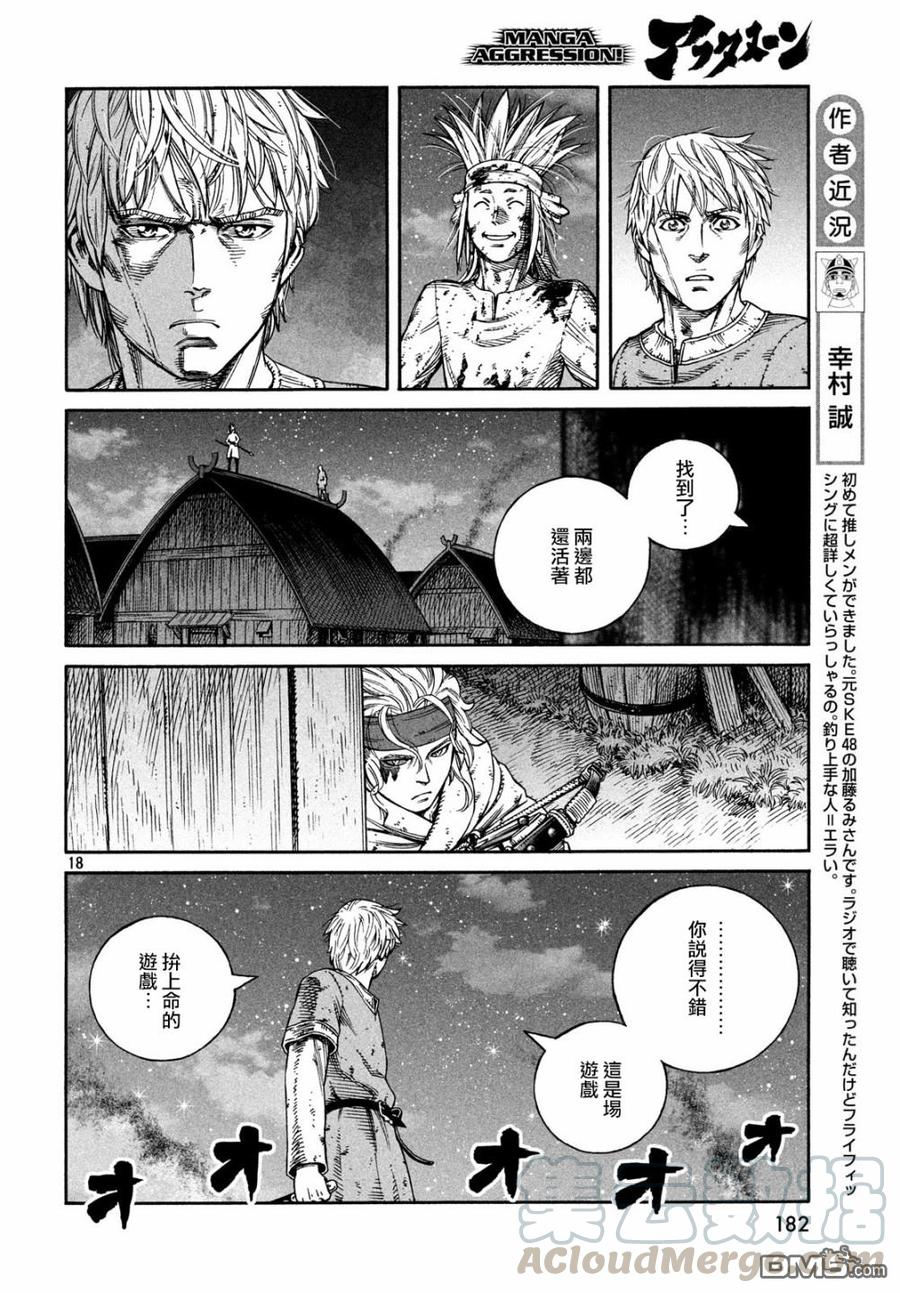 MANGA
AGGRESSION!
アフタヌーン
作者近況
幸村誠
初めて推しメンができました。元SKE48の加藤るみさんです。ラジオで聴いて知ったんだけどフライフィッ
シングに超詳しくていらっしゃるの。釣り上手な人=エラい。
找到了…
兩邊都
還活著
18
…………
你說得不錯
這是場
遊戲
拚上命的
遊戲…
オオオオオ
182
集云数据
ACloudMerge.com